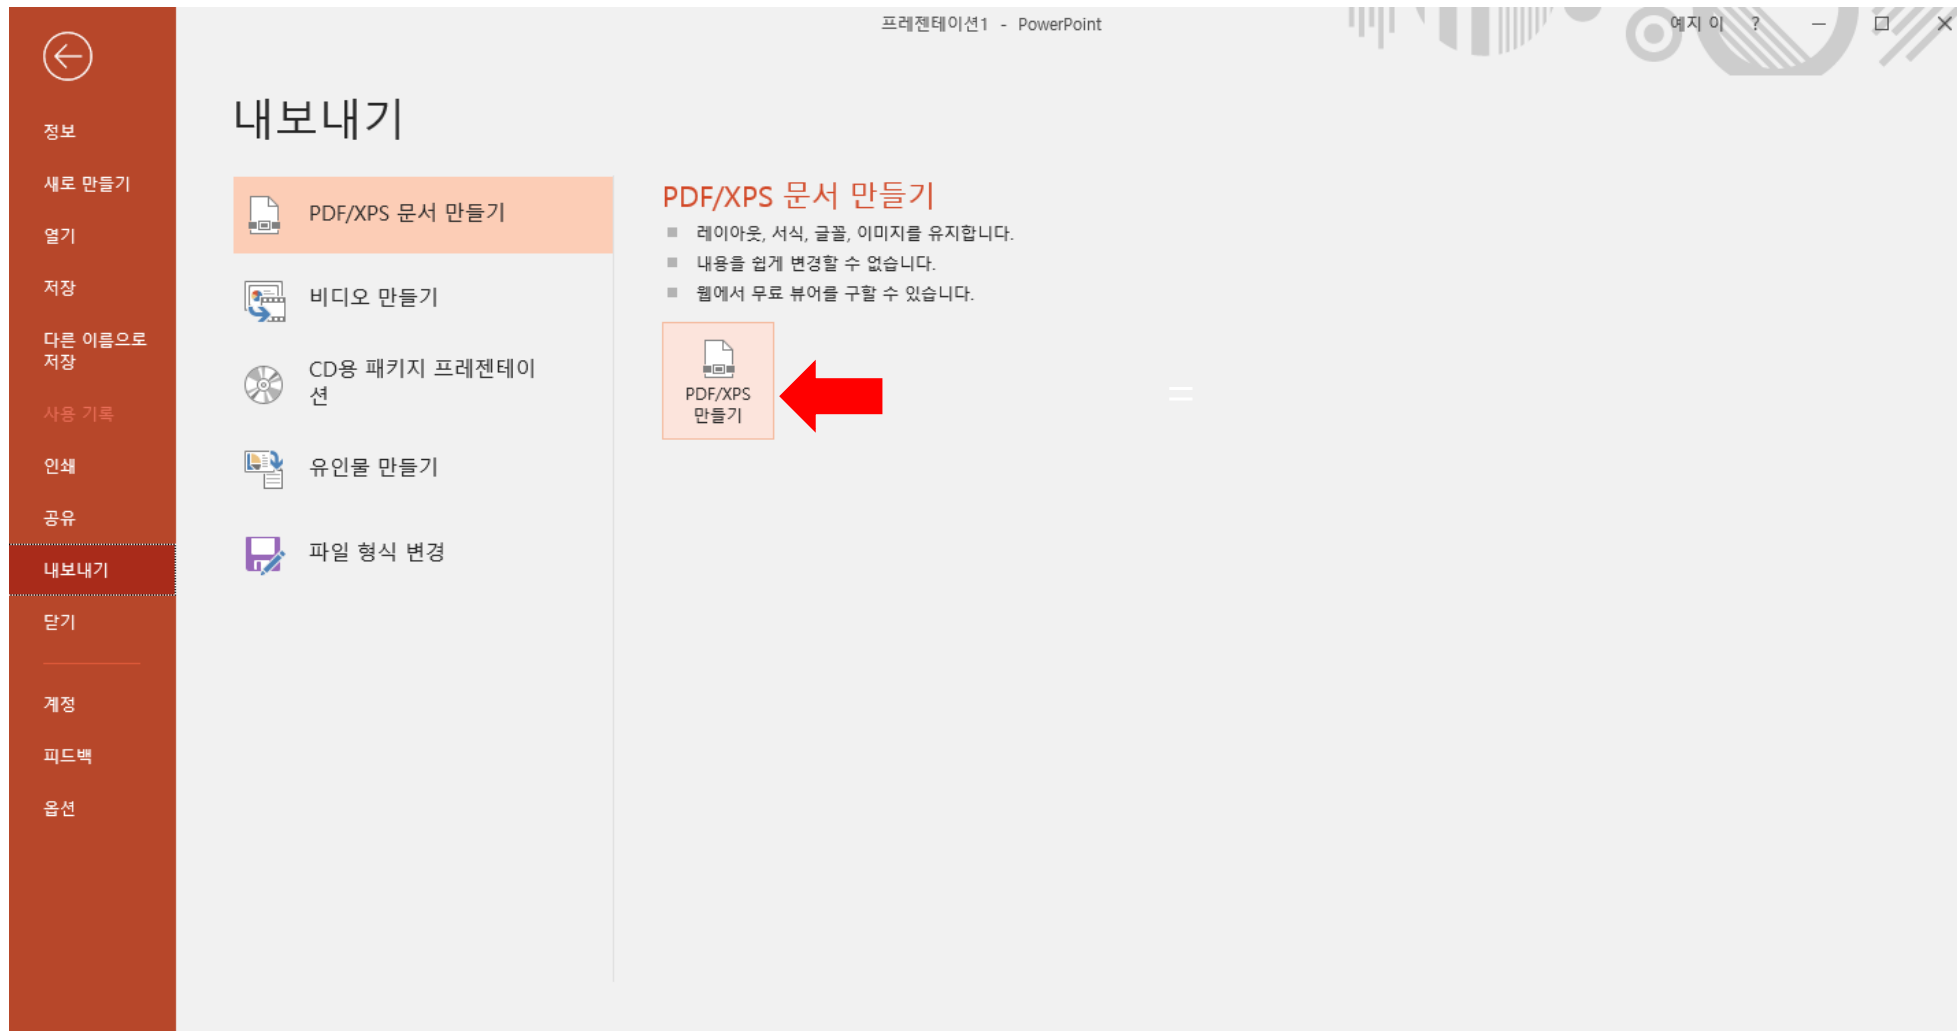 프레젠테이션1 - PowerPoint
예지 이 ?
정보
새로 만들기
열기
저장
다른 이름으로
저장
사용 기록
인쇄
공유
내보내기
닫기
계정
피드백
옵션
내보내기
PDF/XPS 문서 만들기
비디오 만들기
CD용 패키지 프레젠테이
션
유인물 만들기
파일 형식 변경
PDF/XPS 문서 만들기
레이아웃, 서식, 글꼴, 이미지를 유지합니다.
내용을 쉽게 변경할 수 없습니다.
웹에서 무료 뷰어를 구할 수 있습니다.
PDF/XPS
만들기
=